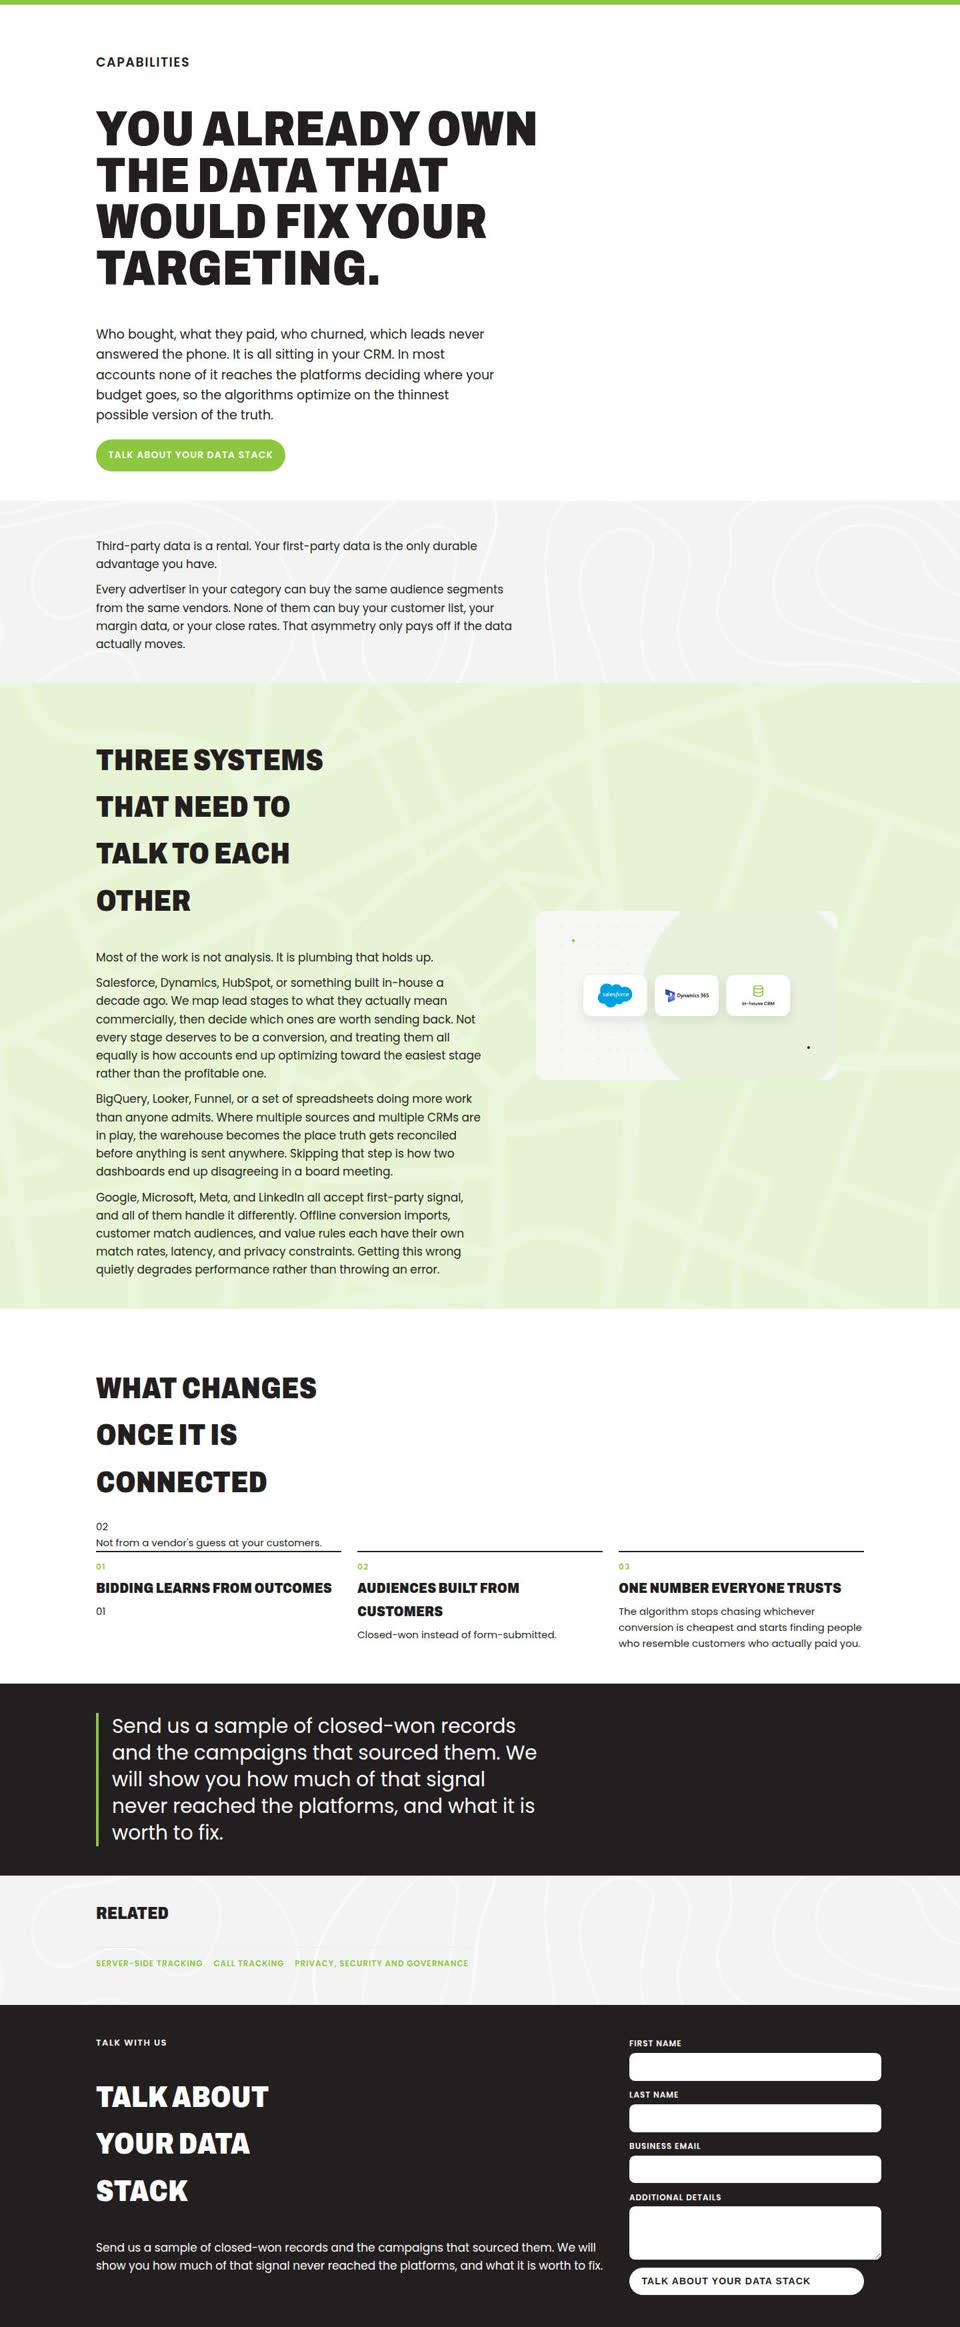 CAPABILITIES
YOU ALREADY OWN
THE DATA THAT
WOULD FIX YOUR
TARGETING.
Who bought, what they paid, who churned, which leads never
answered the phone. It is all sitting in your CRM. In most
accounts none of it reaches the platforms deciding where your
budget goes, so the algorithms optimize on the thinnest
possible version of the truth.
TALK ABOUT YOUR DATA STACK
Third-party data is a rental. Your first-party data is the only durable
advantage you have.
Every advertiser in your category can buy the same audience segments
from the same vendors. None of them can buy your customer list, your
margin data, or your close rates. That asymmetry only pays off if the data
actually moves.
THREE SYSTEMS
THAT NEED TO
TALK TO EACH
OTHER
Most of the work is not analysis. It is plumbing that holds up.
Salesforce, Dynamics, HubSpot, or something built in-house a
decade ago. We map lead stages to what they actually mean
commercially, then decide which ones are worth sending back. Not
every stage deserves to be a conversion, and treating them all
equally is how accounts end up optimizing toward the easiest stage
rather than the profitable one.
BigQuery, Looker, Funnel, or a set of spreadsheets doing more work
than anyone admits. Where multiple sources and multiple CRMs are
in play, the warehouse becomes the place truth gets reconciled
before anything is sent anywhere. Skipping that step is how two
dashboards end up disagreeing in a board meeting.
Google, Microsoft, Meta, and LinkedIn all accept first-party signal,
and all of them handle it differently. Offline conversion imports,
customer match audiences, and value rules each have their own
match rates, latency, and privacy constraints. Getting this wrong
quietly degrades performance rather than throwing an error.
salesforce
Dynamics 365
In-house CRM
WHAT CHANGES
ONCE IT IS
CONNECTED
02
Not from a vendor's guess at your customers.
01
BIDDING LEARNS FROM OUTCOMES
01
02
AUDIENCES BUILT FROM
CUSTOMERS
Closed-won instead of form-submitted.
03
ONE NUMBER EVERYONE TRUSTS
The algorithm stops chasing whichever
conversion is cheapest and starts finding people
who resemble customers who actually paid you.
Send us a sample of closed-won records
and the campaigns that sourced them. We
will show you how much of that signal
never reached the platforms, and what it is
worth to fix.
RELATED
SERVER-SIDE TRACKING CALL TRACKING PRIVACY, SECURITY AND GOVERNANCE
TALK WITH US
TALK ABOUT
YOUR DATA
STACK
Send us a sample of closed-won records and the campaigns that sourced them. We will
show you how much of that signal never reached the platforms, and what it is worth to fix.
FIRST NAME
LAST NAME
BUSINESS EMAIL
ADDITIONAL DETAILS
TALK ABOUT YOUR DATA STACK